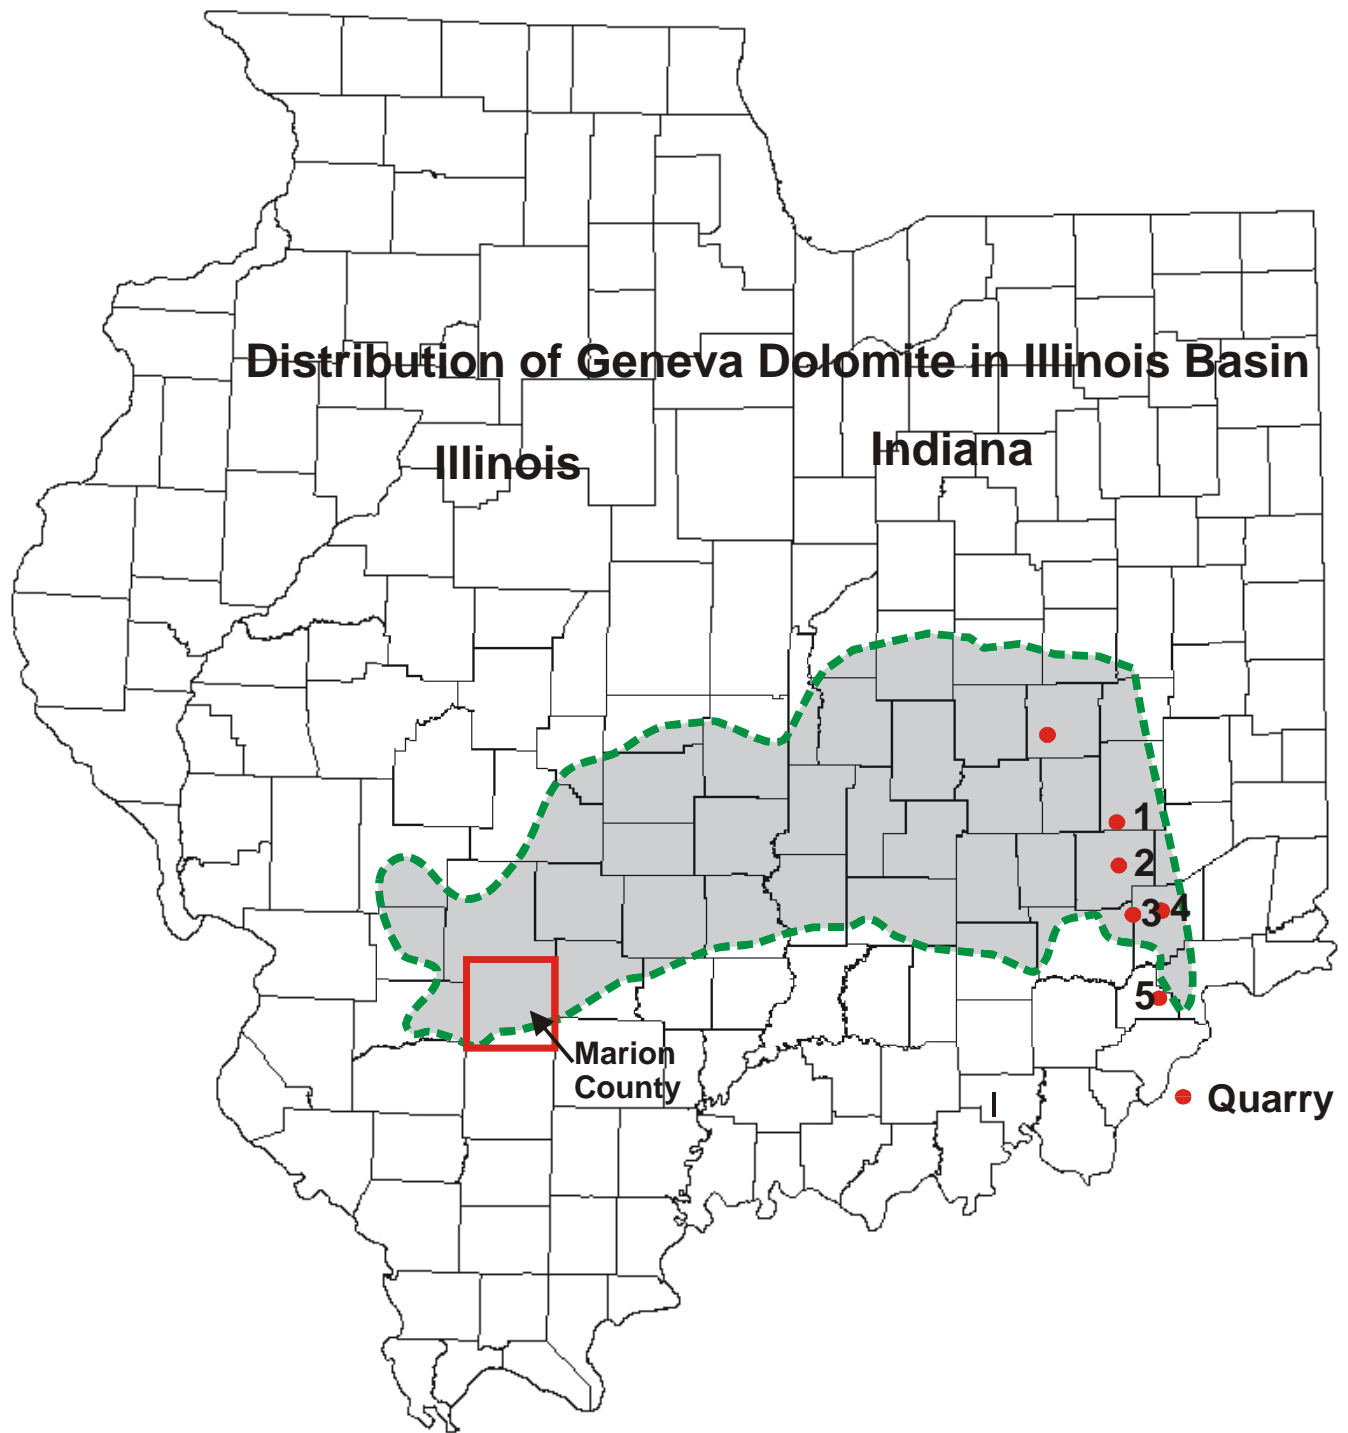 Distribution of Geneva Dolomite in Illinois Basin
Illinois
Indiana
1
2
3
4
5
Marion
County
Quarry